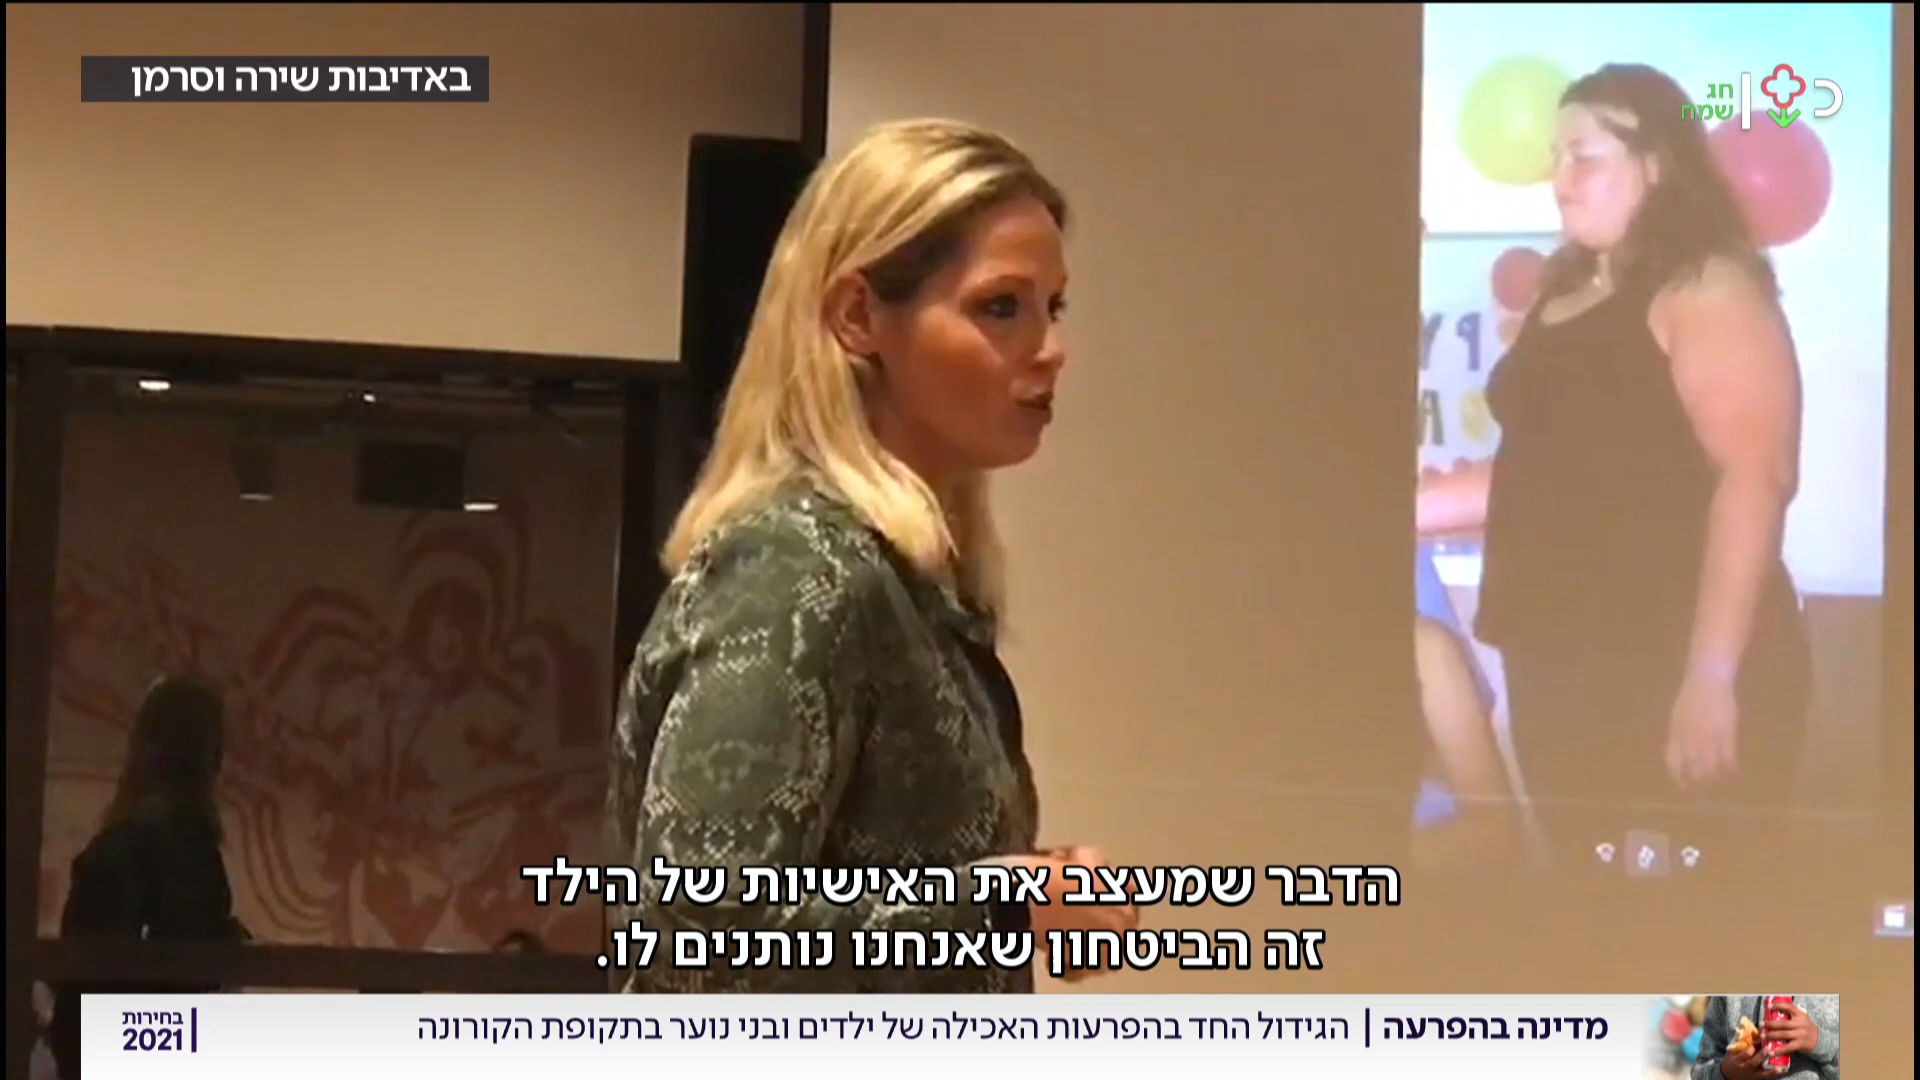 באדיבות שירה וסרמן
כאן
חג
שמח
הדבר שמעצב את האישיות של הילד
זה הביטחון שאנחנו נותנים לו.
מדינה בהפרעה | הגידול החד בהפרעות האכילה של ילדים ובני נוער בתקופת הקורונה
בחירות
2021